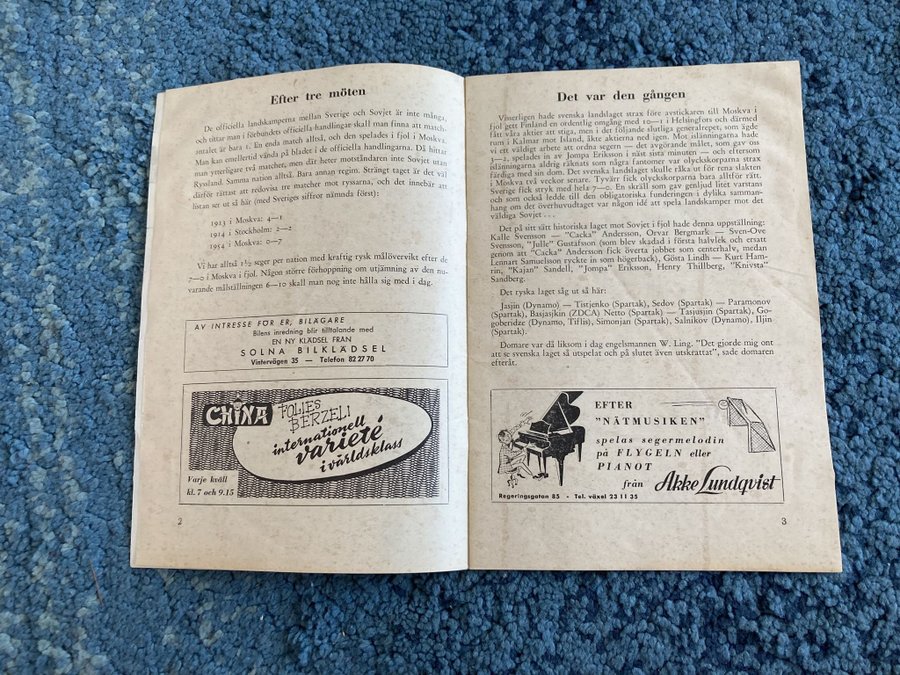 Efter tre möten
De officiella landskamperna mellan Sverige och Sovjet är inte många,
och tittar man i förbundets officiella handlingar skall man finna att match-
antalet är bara 1. En enda match alltså, och den spelades i fjol i Moskva.
Man kan emellertid vända på bladet i de officiella handlingarna. Då hittar
man ytterligare två matcher, men där heter motståndaren inte Sovjet utan
Ryssland. Samma nation alltså. Bara annan regim. Strängt taget är det väl
därför rättast att redovisa tre matcher mot ryssarna, och det innebär att
listan ser ut så här (med Sveriges siffror nämnda först):
1913 i Moskva: 4—1
1914 i Stockholm: 2—2
1954 i Moskva: 0—7
Vi har alltså 1½ seger per nation med kraftig rysk målövervikt efter de
7—0 i Moskva i fjol. Någon större förhoppning om utjämning av den nu-
varande målställningen 6—10 skall man nog inte hålla sig med i dag.
AV INTRESSE FÖR ER, BILÄGARE
Bilens inredning blir tilltalande med
EN NY KLÄDSEL FRÅN
SOLNA BILKLÄDSEL
Vintervägen 35 — Telefon 82 27 70
CHINA
FOLIES
BERZELI
internationell
varieté
i världsklass
Varje kväll
kl. 7 och 9.15
2
Det var den gången
Visserligen hade svenska landslaget strax före avstickaren till Moskva i
fjol gett Finland en ordentlig omgång med 10—1 i Helsingfors och därmed
fått våra aktier att stiga, men i det följande slutliga generalrepet, som ägde
rum i Kalmar mot Island, åkte aktierna ned igen. Mot islänningarna hade
vi ett väldigt arbete att ordna segern — det avgörande målet, som gav oss
3—2, spelades in av Jompa Eriksson i näst sista minuten — och eftersom
islänningarna aldrig räknats som några fantomer var olyckskorparna strax
färdiga med sin dom. Det svenska landslaget skulle råka ut för rena slakten
i Moskva två veckor senare. Tyvärr fick olyckskorparna bara alltför rätt.
Sverige fick stryk med hela 7—0. En skräll som gav genljud litet varstans
och som också ledde till den obligatoriska funderingen i dylika samman-
hang om det överhuvudtaget var någon idé att spela landskamper mot det
väldiga Sovjet...
Det på sitt sätt historiska laget mot Sovjet i fjol hade denna uppställning:
Kalle Svensson — "Cacka" Andersson, Orvar Bergmark — Sven-Ove
Svensson, "Julle" Gustafsson (som blev skadad i första halvlek och ersatt
genom att "Cacka" Andersson fick överta jobbet som centerhalv, medan
Lennart Samuelsson ryckte in som högerback), Gösta Lindh — Kurt Ham-
rin, "Kajan" Sandell, "Jompa" Eriksson, Henry Thillberg, "Knivsta"
Sandberg.
Det ryska laget såg ut så här:
Jasjin (Dynamo) — Tistjenko (Spartak), Sedov (Spartak) — Paramonov
(Spartak), Basjasjkin (ZDCA) Netto (Spartak) — Tasjusjin (Spartak), Go-
goberidze (Dynamo, Tiflis), Simonjan (Spartak), Salnikov (Dynamo), Iljin
(Spartak).
Domare var då liksom i dag engelsmannen W. Ling. "Det gjorde mig ont
att se svenska laget så utspelat och på slutet även utskrattat", sade domaren
efteråt.
EFTER
"NÄTMUSIKEN"
spelas segermelodin
på FLYGELN eller
PIANOT
från Åkke Lundqvist
Regeringsgatan 85 - Tel. växel 23 11 35
3